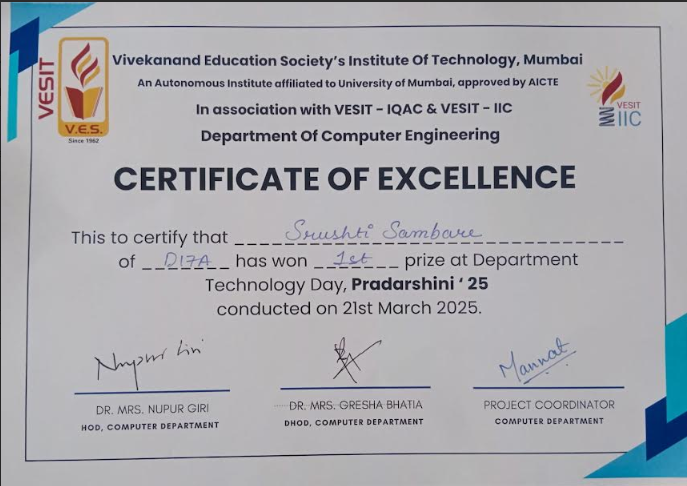 VESIT
V.E.S.
Since 1962
Vivekanand Education Society's Institute Of Technology, Mumbai
An Autonomous Institute affiliated to University of Mumbai, approved by AICTE
In association with VESIT - IQAC & VESIT - IIC
Department Of Computer Engineering
VESIT
IIC
CERTIFICATE OF EXCELLENCE
This to certify that Srushti Sambare
of D17A has won 1st prize at Department
Technology Day, Pradarshini ' 25
conducted on 21st March 2025.
Nupur Giri
Mannat
DR. MRS. NUPUR GIRI
DR. MRS. GRESHA BHATIA
PROJECT COORDINATOR
HOD, COMPUTER DEPARTMENT
DHOD, COMPUTER DEPARTMENT
COMPUTER DEPARTMENT